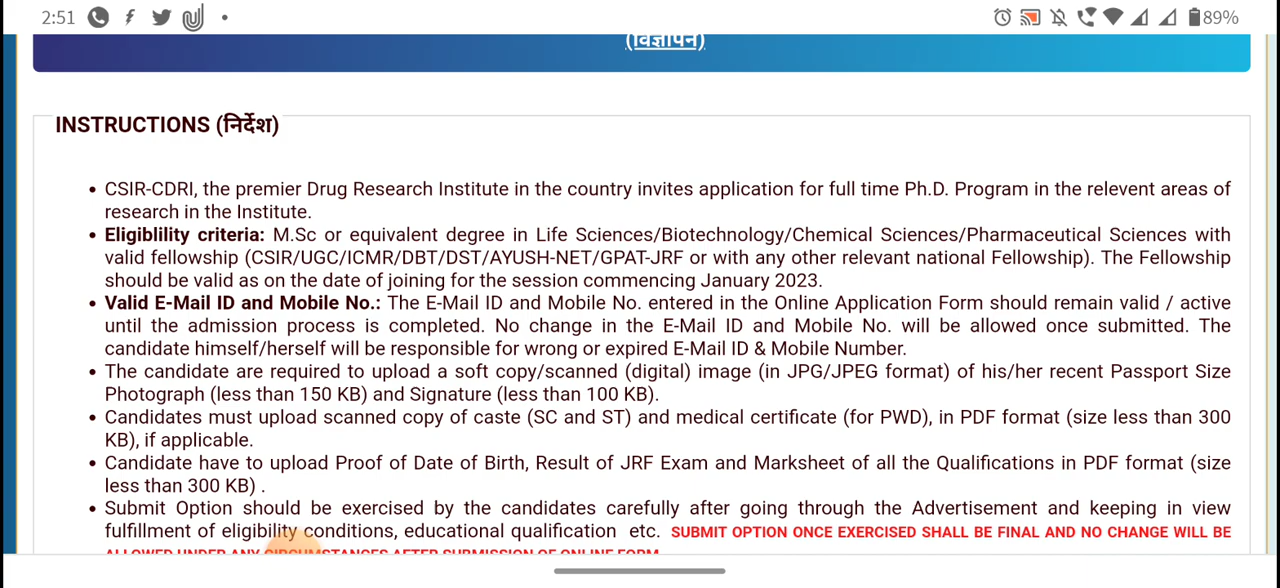 2:51
89%
(विज्ञापन)
INSTRUCTIONS (निर्देश)
• CSIR-CDRI, the premier Drug Research Institute in the country invites application for full time Ph.D. Program in the relevent areas of
research in the Institute.
• Eligiblility criteria: M.Sc or equivalent degree in Life Sciences/Biotechnology/Chemical Sciences/Pharmaceutical Sciences with
valid fellowship (CSIR/UGC/ICMR/DBT/DST/AYUSH-NET/GPAT-JRF or with any other relevant national Fellowship). The Fellowship
should be valid as on the date of joining for the session commencing January 2023.
• Valid E-Mail ID and Mobile No.: The E-Mail ID and Mobile No. entered in the Online Application Form should remain valid / active
until the admission process is completed. No change in the E-Mail ID and Mobile No. will be allowed once submitted. The
candidate himself/herself will be responsible for wrong or expired E-Mail ID & Mobile Number.
• The candidate are required to upload a soft copy/scanned (digital) image (in JPG/JPEG format) of his/her recent Passport Size
Photograph (less than 150 KB) and Signature (less than 100 KB).
• Candidates must upload scanned copy of caste (SC and ST) and medical certificate (for PWD), in PDF format (size less than 300
KB), if applicable.
• Candidate have to upload Proof of Date of Birth, Result of JRF Exam and Marksheet of all the Qualifications in PDF format (size
less than 300 KB) .
• Submit Option should be exercised by the candidates carefully after going through the Advertisement and keeping in view
fulfillment of eligibility conditions, educational qualification etc. SUBMIT OPTION ONCE EXERCISED SHALL BE FINAL AND NO CHANGE WILL BE
ALLOWED UNDER ANY CIRCUMSTANCES AFTER SUBMISSION OF ONLINE FORM